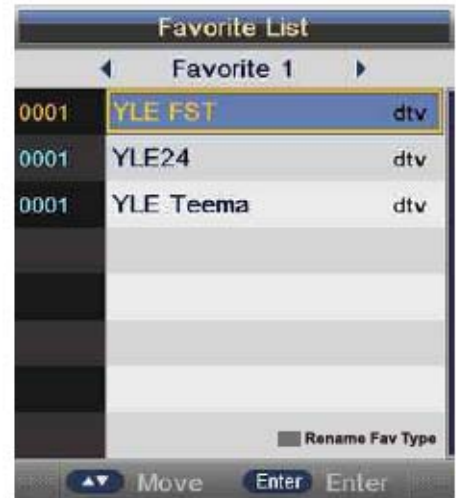 Favorite List
Favorite 1
0001 YLE FST dtv
0001 YLE24 dtv
0001 YLE Teema dtv
Rename Fav Type
Move Enter Enter